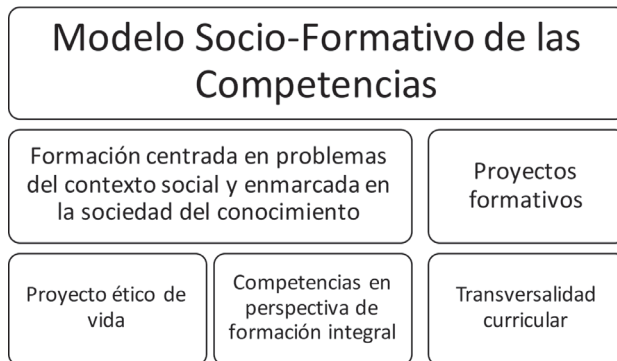 Modelo Socio-Formativo de las
Competencias
Formación centrada en problemas
del contexto social y enmarcada en
la sociedad del conocimiento
Proyectos
formativos
Proyecto ético de
vida
Competencias en
perspectiva de
formación integral
Transversalidad
curricular